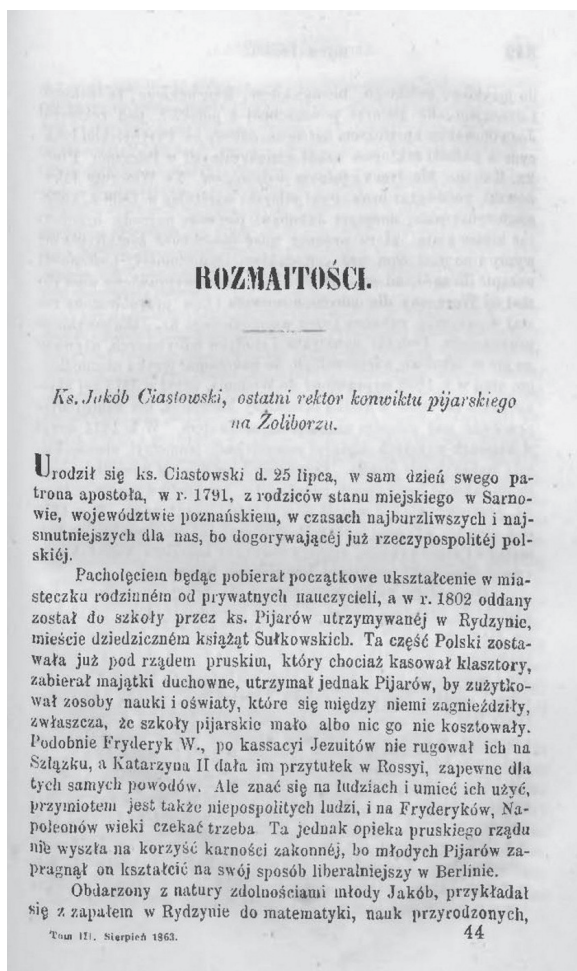 ROZMAITOŚCI.
Ks. Jakób Ciastowski, ostatni rektor konwiktu pijarskiego
na Żoliborzu.
Urodził się ks. Ciastowski d. 25 lipca, w sam dzień swego pa-
trona apostoła, w r. 1791, z rodziców stanu miejskiego w Sarno-
wie, województwie poznańskiem, w czasach najburzliwszych i naj-
smutniejszych dla nas, bo dogorywającéj już rzeczypospolitéj pol-
skiéj.
Pacholęciem będąc pobierał początkowe ukształcenie w mia-
steczku rodzinném od prywatnych nauczycieli, a w r. 1802 oddany
został do szkoły przez ks. Pijarów utrzymywanéj w Rydzynie,
mieście dziedziczném książąt Sułkowskich. Ta część Polski zosta-
wała już pod rządem pruskim, który chociaż kasował klasztory,
zabierał majątki duchowne, utrzymał jednak Pijarów, by zużytko-
wał zosoby nauki i oświaty, które się między niemi zagnieździły,
zwłaszcza, że szkoły pijarskie mało albo nic go nie kosztowały.
Podobnie Fryderyk W., po kassacyi Jezuitów nie rugował ich na
Szlązku, a Katarzyna II dała im przytułek w Rossyi, zapewne dla
tych samych powodów. Ale znać się na ludziach i umieć ich użyć,
przymiotem jest także niepospolitych ludzi, i na Fryderyków, Na-
poleonów wieki czekać trzeba Ta jednak opieka pruskiego rządu
nie wyszła na korzyść karności zakonnéj, bo młodych Pijarów za-
pragnął on kształcić na swój sposób liberalniejszy w Berlinie.
Obdarzony z natury zdolnościami młody Jakób, przykładał
się z zapałem w Rydzynie do matematyki, nauk przyrodzonych,
Tom III. Sierpień 1863. 44